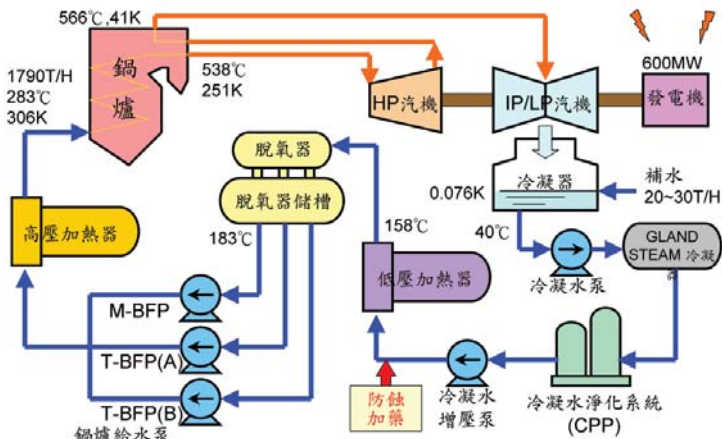 566℃,41K
鍋
爐
1790T/H
283℃
306K
538℃
251K
HP汽機
IP/LP汽機
600MW
發電機
脫氧器
脫氧器儲槽
183℃
冷凝器
0.076K
補水
20~30T/H
40℃
冷凝水泵
GLAND
STEAM 冷凝
器
高壓加熱器
158℃
低壓加熱器
M-BFP
T-BFP(A)
T-BFP(B)
鍋爐給水泵
防蝕
加藥
冷凝水
增壓泵
冷凝水淨化系統
(CPP)